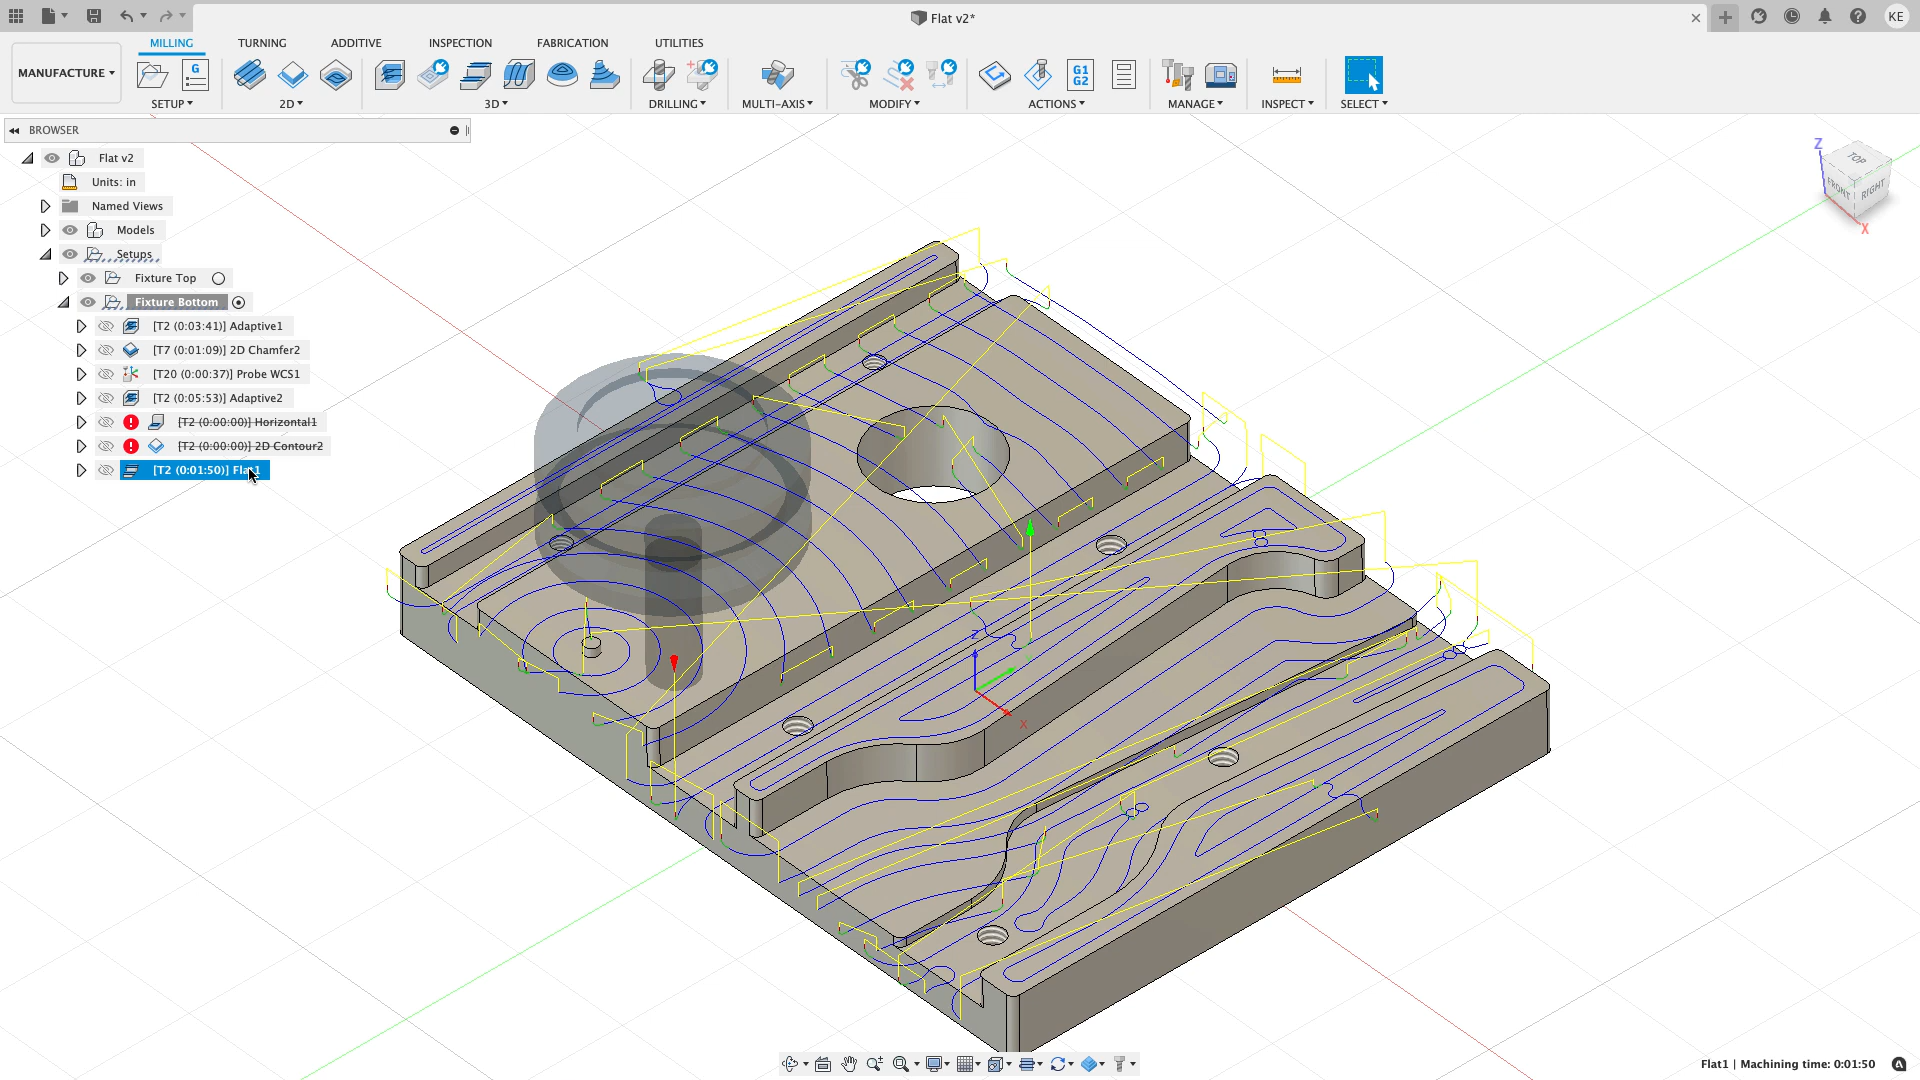 Flat v2*
KE
MANUFACTURE
MILLING TURNING ADDITIVE INSPECTION FABRICATION UTILITIES
G
G1
G2
SETUP 2D 3D DRILLING MULTI-AXIS MODIFY ACTIONS MANAGE INSPECT SELECT
BROWSER
Flat v2
Units: in
Named Views
Models
Setups
Fixture Top
Fixture Bottom
[T2 (0:03:41)] Adaptive1
[T7 (0:01:09)] 2D Chamfer2
[T20 (0:00:37)] Probe WCS1
[T2 (0:05:53)] Adaptive2
[T2 (0:00:00)] Horizontal1
[T2 (0:00:00)] 2D Contour2
[T2 (0:01:50)] Flat1
Z
TOP
FRONT
RIGHT
X
Z
X
Flat1 | Machining time: 0:01:50